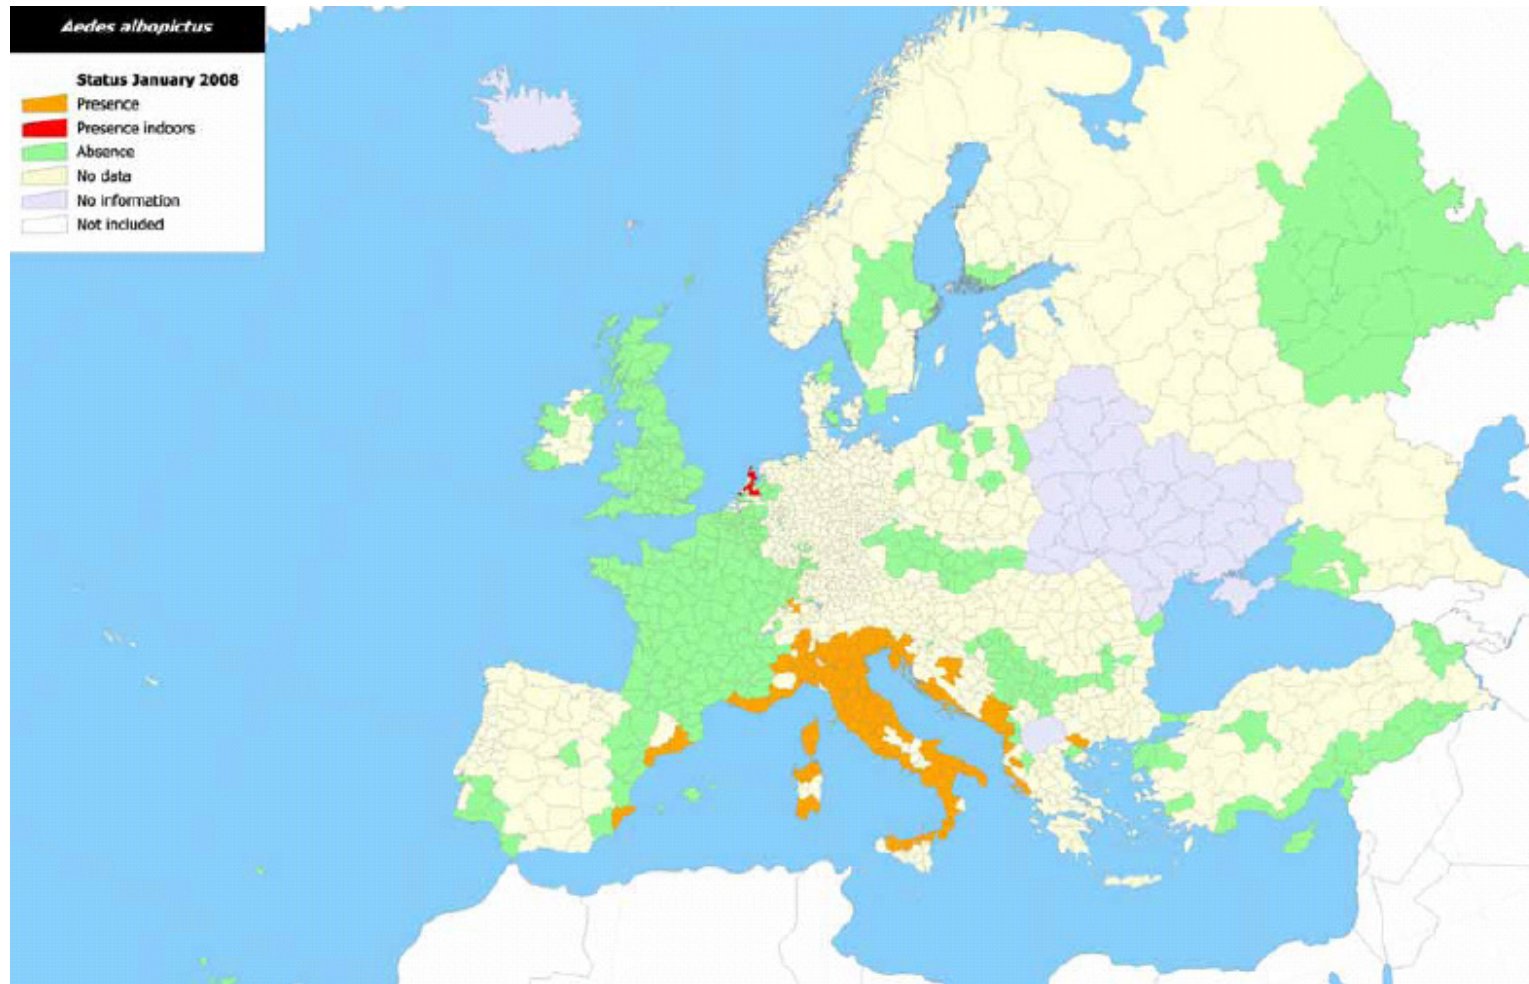 Aedes albopictus
Status January 2008
Presence
Presence indoors
Absence
No data
No information
Not included